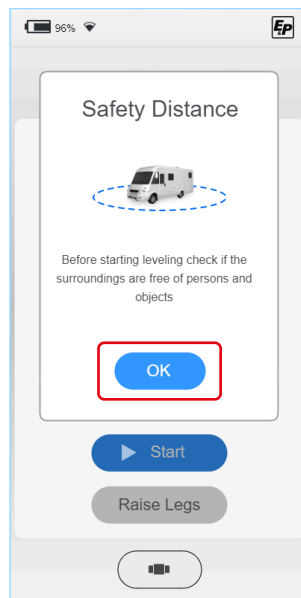 96%
E&P
Safety Distance
Before starting leveling check if the
surroundings are free of persons and
objects
OK
Start
Raise Legs